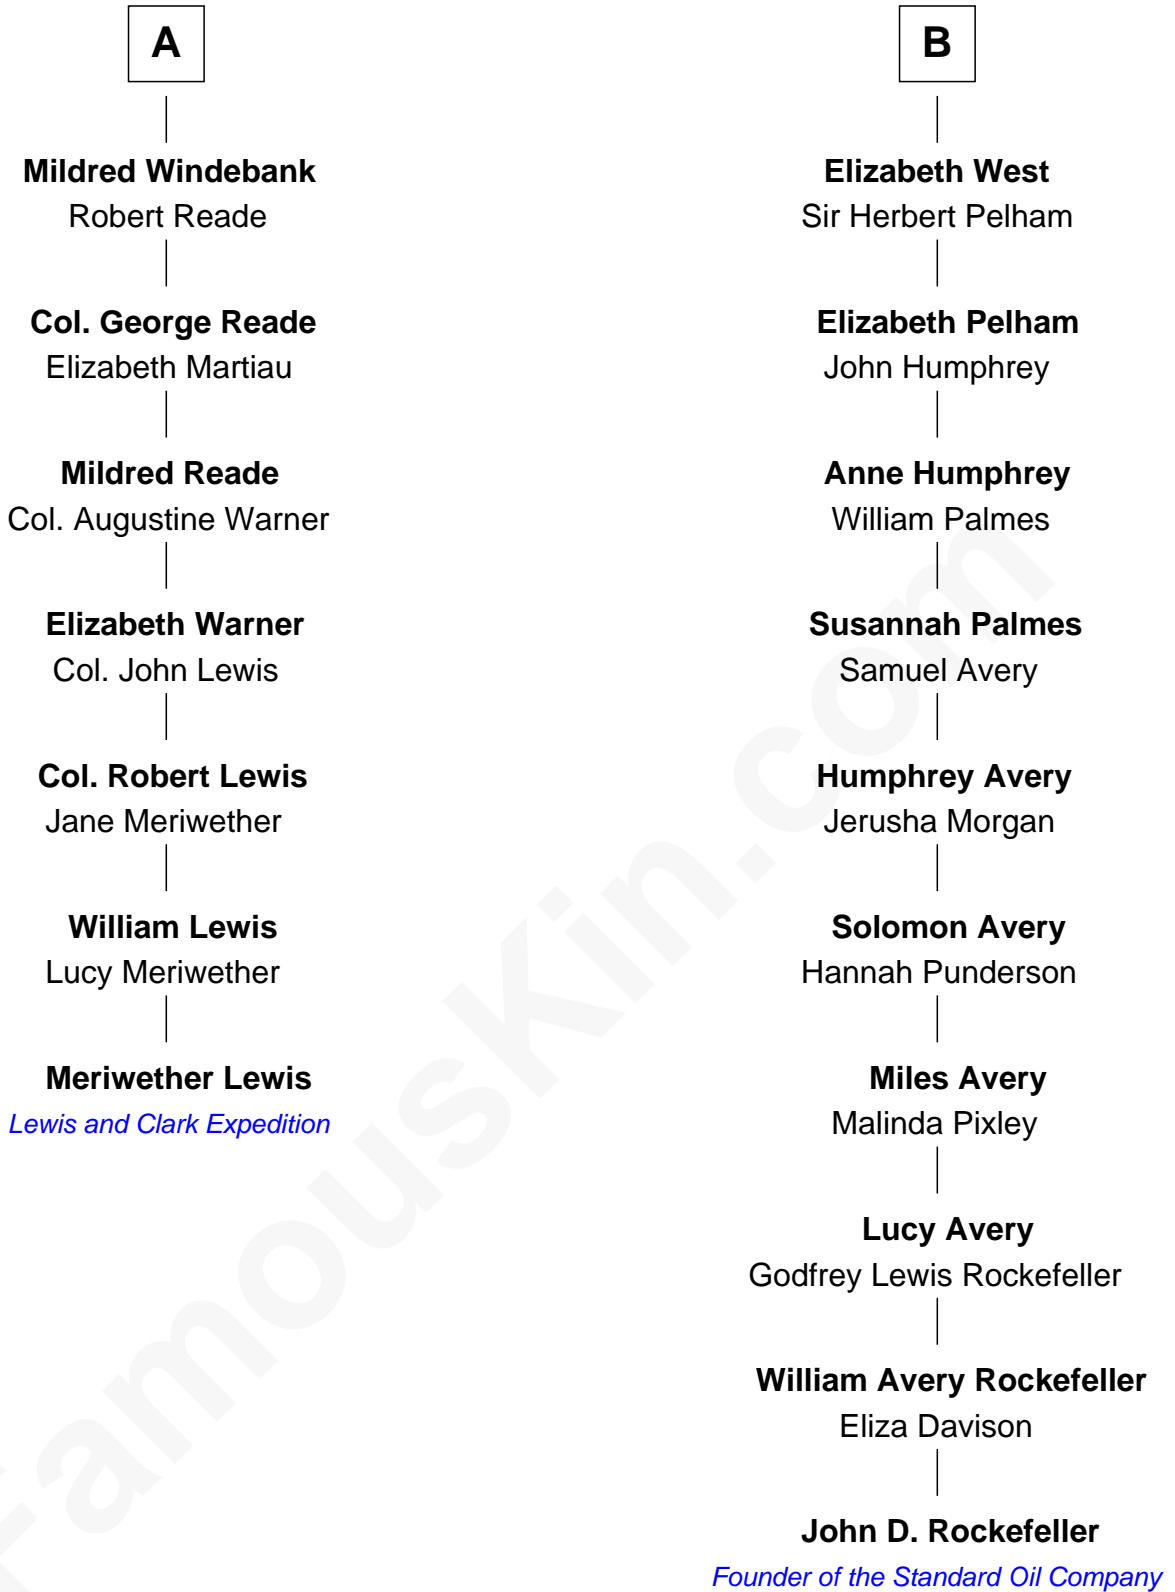 A
Mildred Windebank
Robert Reade
Col. George Reade
Elizabeth Martiau
Mildred Reade
Col. Augustine Warner
Elizabeth Warner
Col. John Lewis
Col. Robert Lewis
Jane Meriwether
William Lewis
Lucy Meriwether
Meriwether Lewis
Lewis and Clark Expedition
B
Elizabeth West
Sir Herbert Pelham
Elizabeth Pelham
John Humphrey
Anne Humphrey
William Palmes
Susannah Palmes
Samuel Avery
Humphrey Avery
Jerusha Morgan
Solomon Avery
Hannah Punderson
Miles Avery
Malinda Pixley
Lucy Avery
Godfrey Lewis Rockefeller
William Avery Rockefeller
Eliza Davison
John D. Rockefeller
Founder of the Standard Oil Company
FamousKin.com